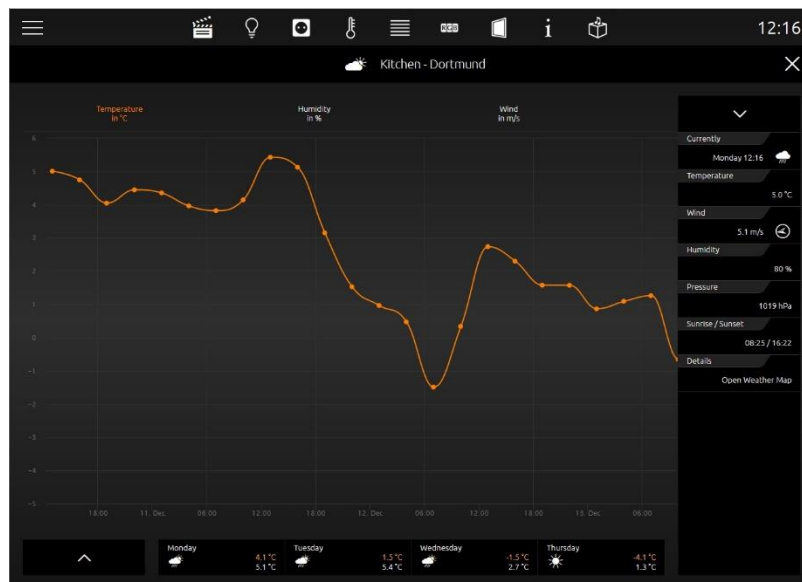 RGB
i
12:16
Kitchen - Dortmund
Temperature
in °C
Humidity
in %
Wind
in m/s
6
5
4
3
2
1
0
-1
-2
-3
-4
-5
18:00
11. Dec
06:00
12:00
18:00
12. Dec
06:00
12:00
18:00
13. Dec
06:00
Currently
Monday 12:16
Temperature
5.0 °C
Wind
5.1 m/s
Humidity
80 %
Pressure
1019 hPa
Sunrise / Sunset
08:25 / 16:22
Details
Open Weather Map
Monday
4.1 °C
5.1 °C
Tuesday
1.5 °C
5.4 °C
Wednesday
-1.5 °C
2.7 °C
Thursday
-4.1 °C
1.3 °C